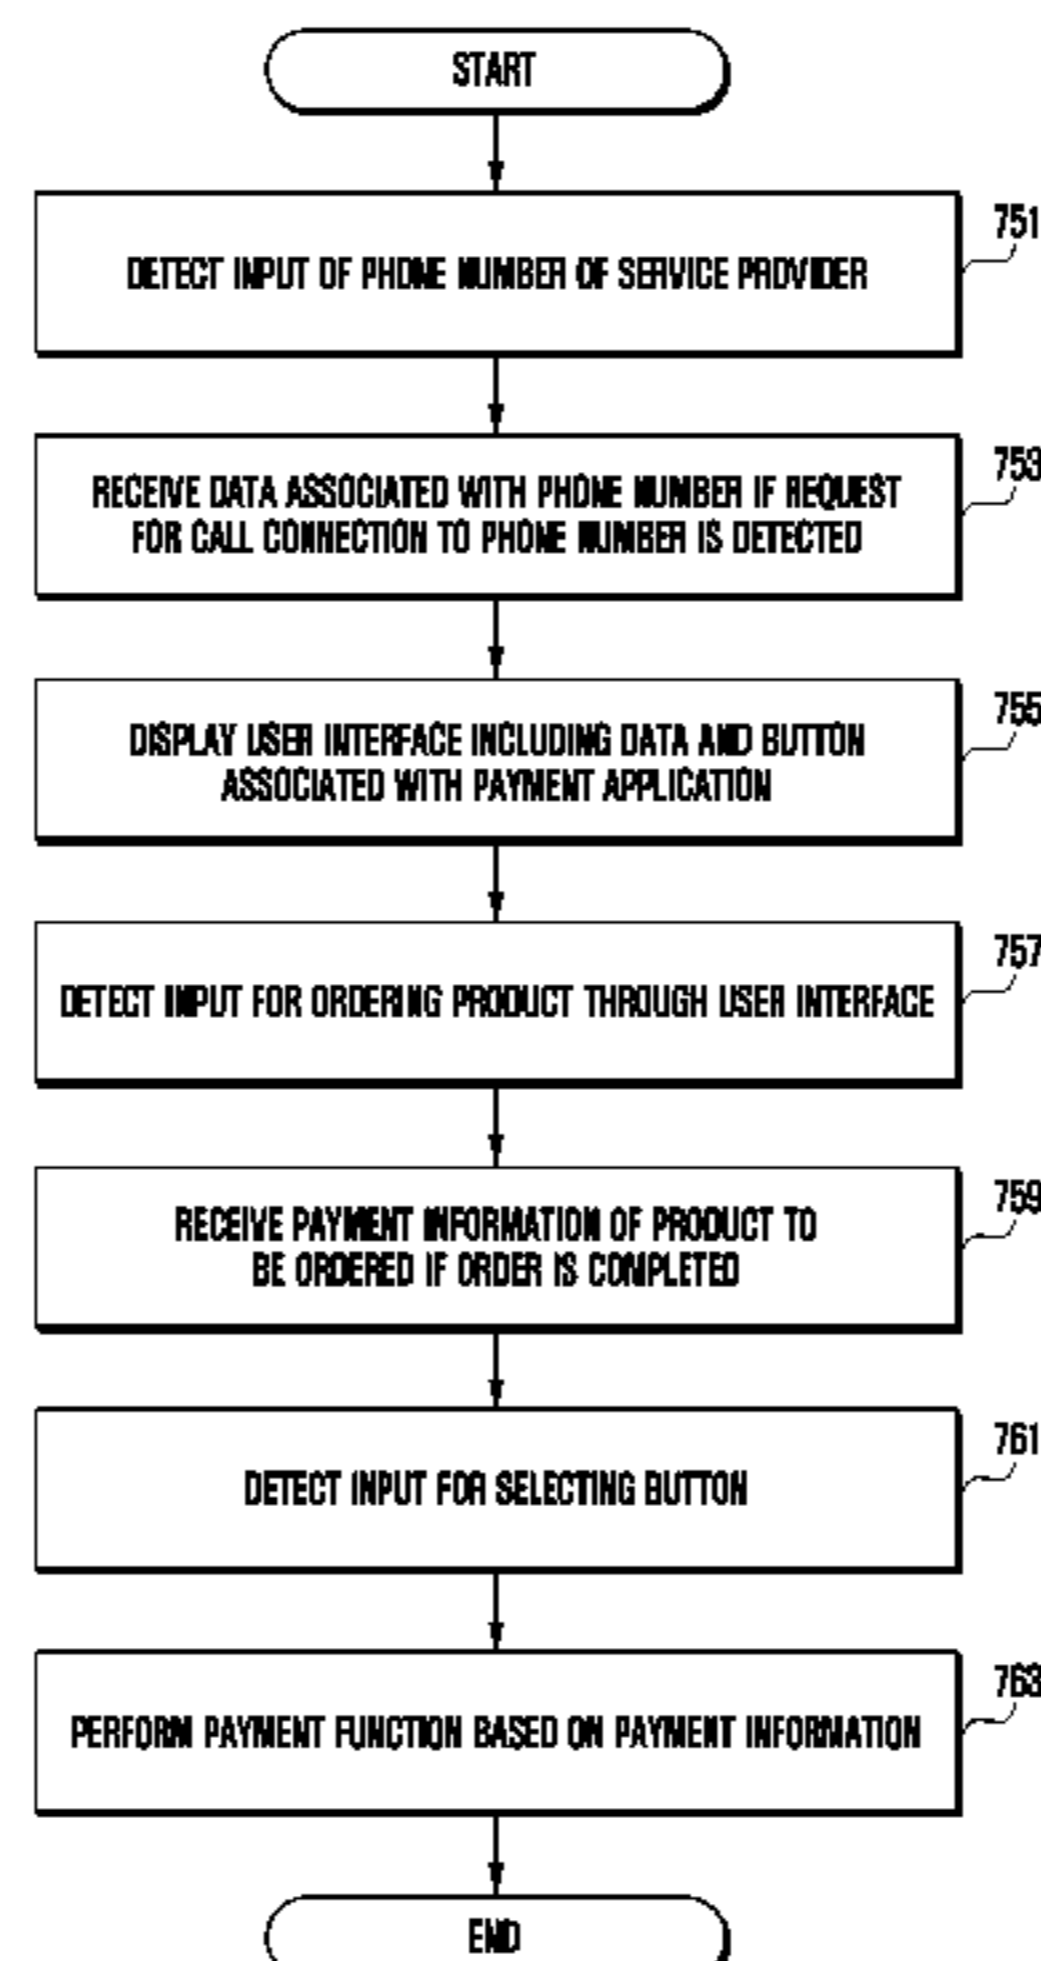 START
751
DETECT INPUT OF PHONE NUMBER OF SERVICE PROVIDER
753
RECEIVE DATA ASSOCIATED WITH PHONE NUMBER IF REQUEST
FOR CALL CONNECTION TO PHONE NUMBER IS DETECTED
755
DISPLAY USER INTERFACE INCLUDING DATA AND BUTTON
ASSOCIATED WITH PAYMENT APPLICATION
757
DETECT INPUT FOR ORDERING PRODUCT THROUGH USER INTERFACE
759
RECEIVE PAYMENT INFORMATION OF PRODUCT TO
BE ORDERED IF ORDER IS COMPLETED
761
DETECT INPUT FOR SELECTING BUTTON
763
PERFORM PAYMENT FUNCTION BASED ON PAYMENT INFORMATION
END